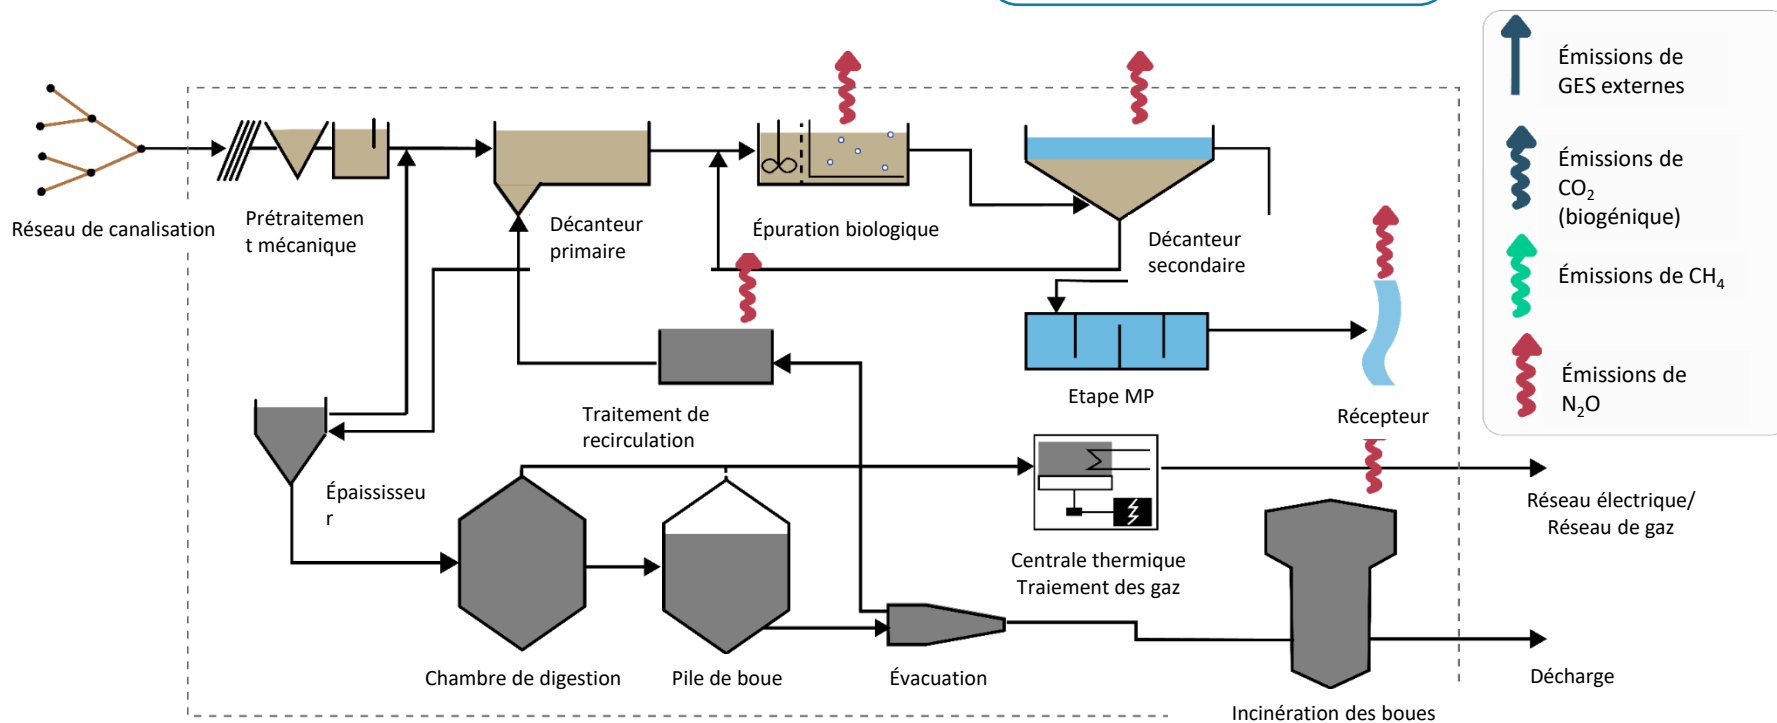 Émissions de
GES externes
Émissions de
CO₂
(biogénique)
Émissions de CH₄
Émissions de
N₂O
Réseau de canalisation
Prétraitemen
t mécanique
Décanteur
primaire
Épuration biologique
Décanteur
secondaire
Traitement de
recirculation
Etape MP
Récepteur
Épaississeu
r
Centrale thermique
Traiement des gaz
Réseau électrique/
Réseau de gaz
Chambre de digestion
Pile de boue
Évacuation
Incinération des boues
Décharge